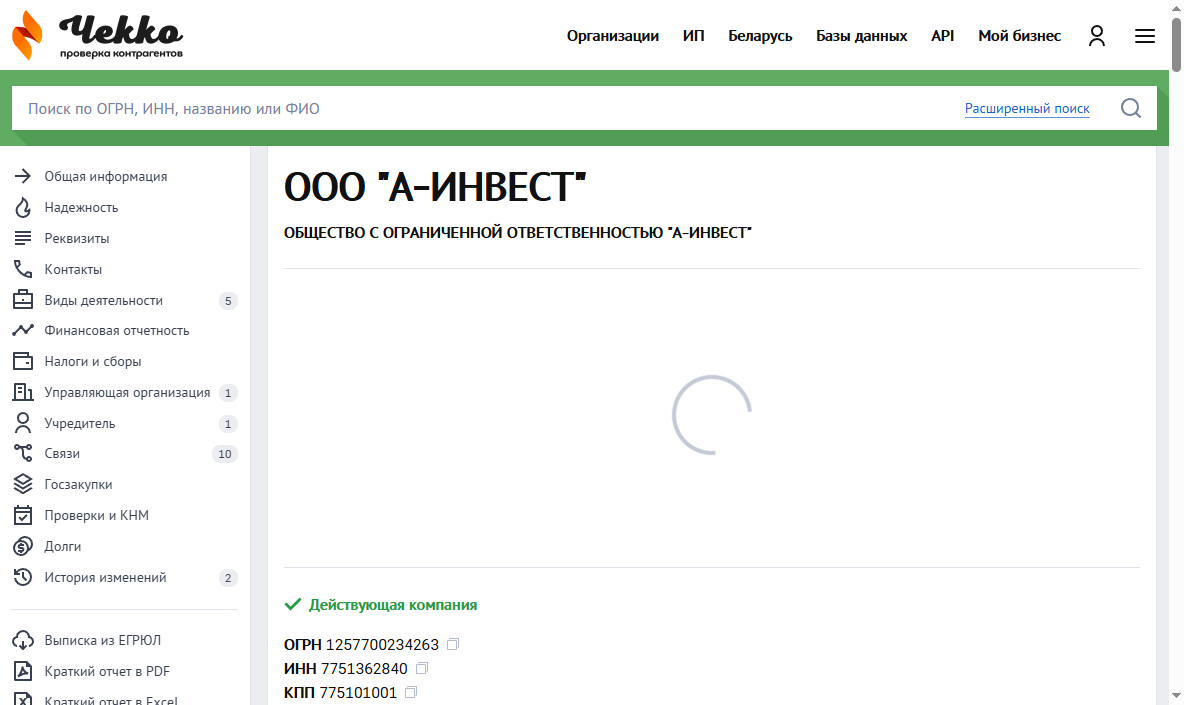 Чекко
проверка контрагентов
Организации ИП Беларусь Базы данных API Мой бизнес
Поиск по ОГРН, ИНН, названию или ФИО Расширенный поиск
Общая информация
Надежность
Реквизиты
Контакты
Виды деятельности 5
Финансовая отчетность
Налоги и сборы
Управляющая организация 1
Учредитель 1
Связи 10
Госзакупки
Проверки и КНМ
Долги
История изменений 2
Выписка из ЕГРЮЛ
Краткий отчет в PDF
Краткий отчет в Excel
ООО "А-ИНВЕСТ"
ОБЩЕСТВО С ОГРАНИЧЕННОЙ ОТВЕТСТВЕННОСТЬЮ "А-ИНВЕСТ"
Действующая компания
ОГРН 1257700234263
ИНН 7751362840
КПП 775101001